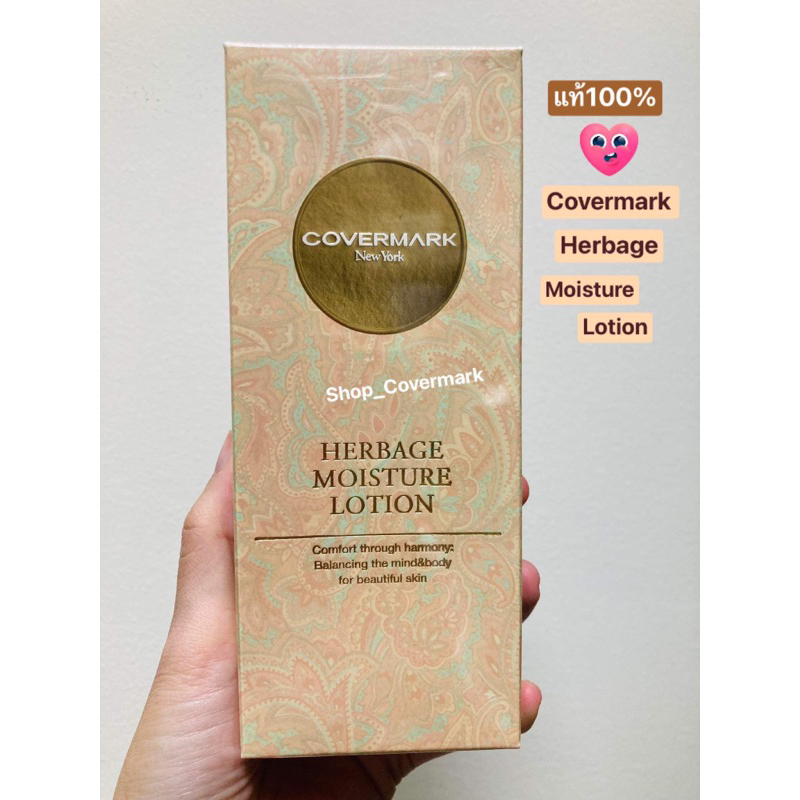 แท้100%
Covermark
Herbage
Moisture
Lotion
COVERMARK
New York
Shop_Covermark
HERBAGE
MOISTURE
LOTION
Comfort through harmony:
Balancing the mind&body
for beautiful skin